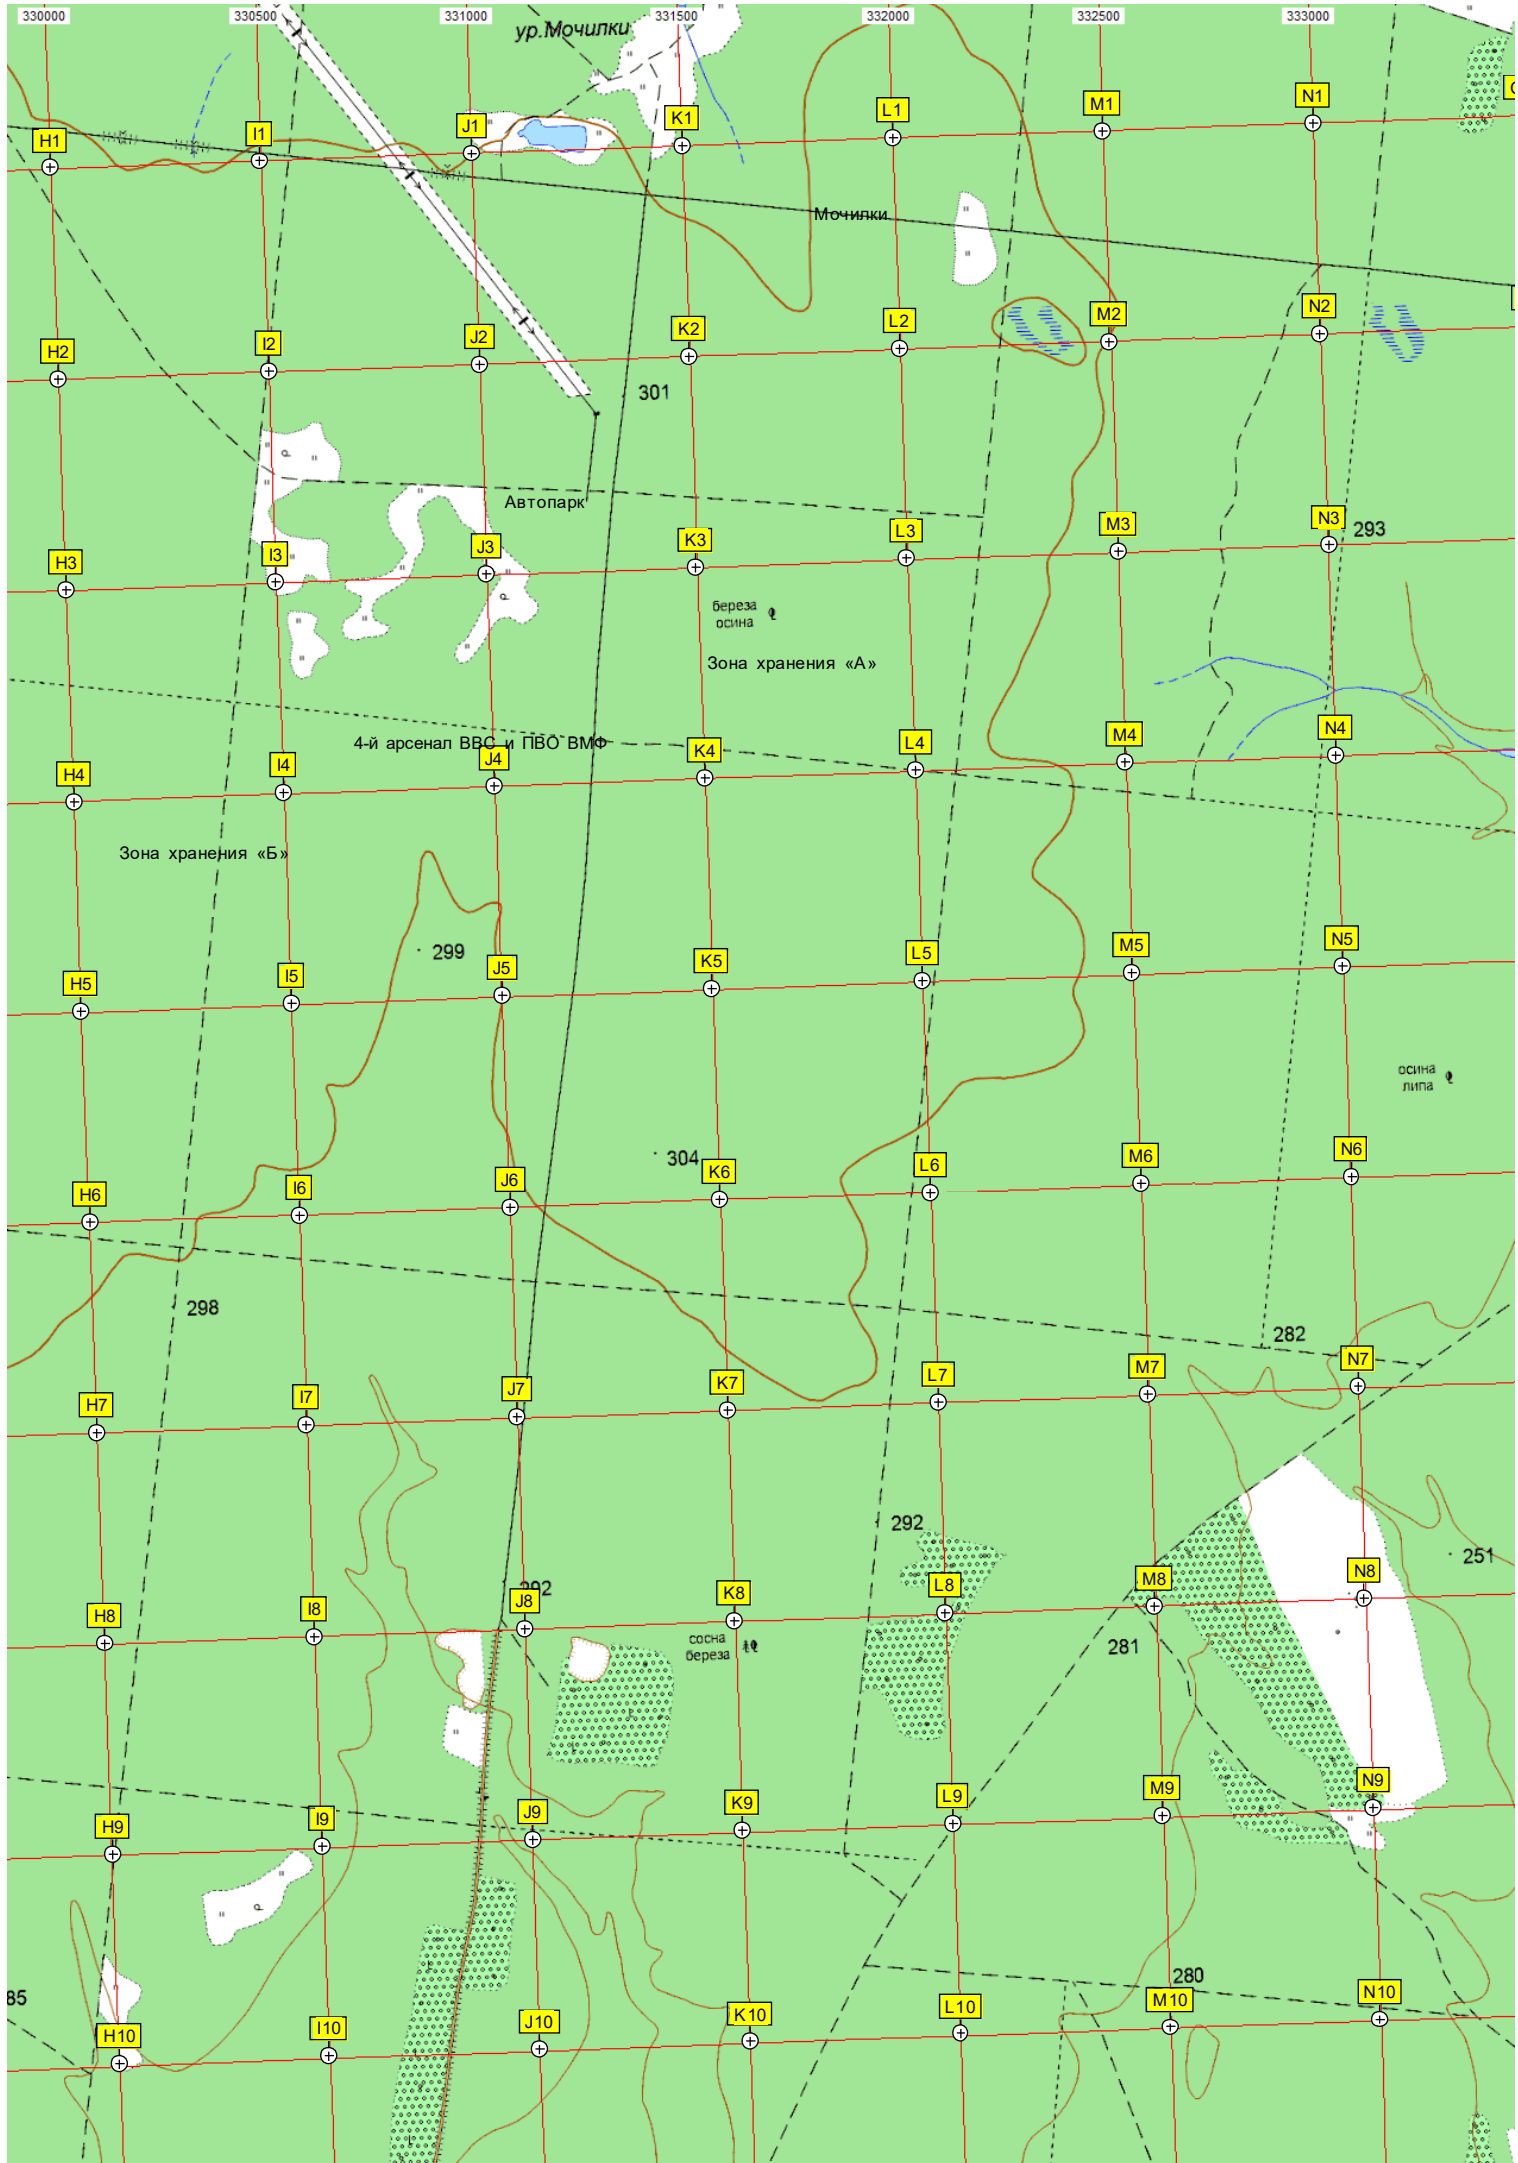 330000 330500 331000 331500 332000 332500 333000
ур.Мочилки
H1 I1 J1 K1 L1 M1 N1
Мочилки
H2 I2 J2 K2 L2 M2 N2
301
Автопарк
H3 I3 J3 K3 L3 M3 N3
293
береза
осина
Зона хранения «А»
4-й арсенал ВВС и ПВО ВМФ
H4 I4 J4 K4 L4 M4 N4
Зона хранения «Б»
299
H5 I5 J5 K5 L5 M5 N5
осина
липа
304
H6 I6 J6 K6 L6 M6 N6
298
282
H7 I7 J7 K7 L7 M7 N7
292
251
292
H8 I8 J8 K8 L8 M8 N8
сосна
береза
281
H9 I9 J9 K9 L9 M9 N9
280
85
H10 I10 J10 K10 L10 M10 N10